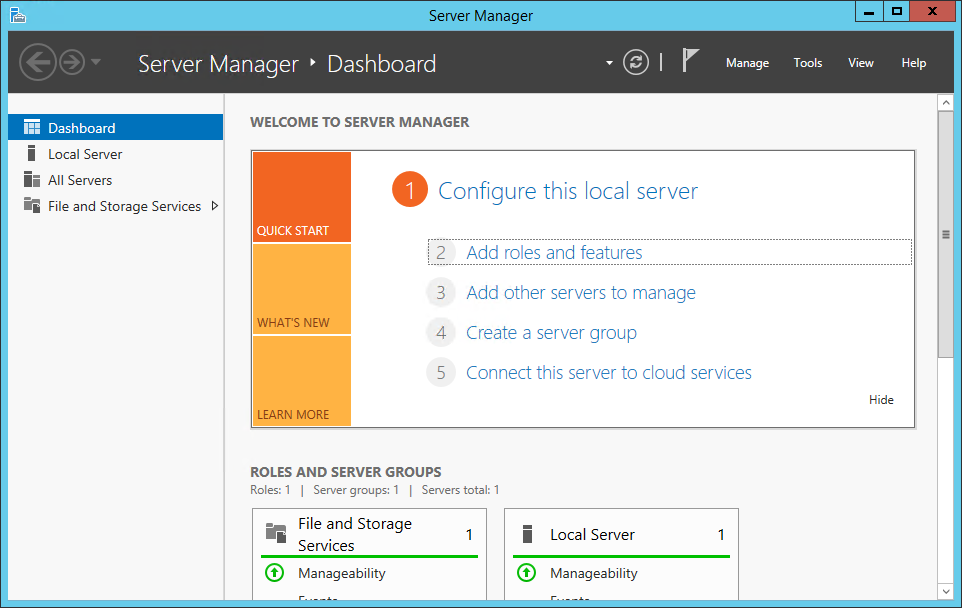 Server Manager
Server Manager ‣ Dashboard
Manage Tools View Help
Dashboard
Local Server
All Servers
File and Storage Services
WELCOME TO SERVER MANAGER
QUICK START
WHAT'S NEW
LEARN MORE
1 Configure this local server
2 Add roles and features
3 Add other servers to manage
4 Create a server group
5 Connect this server to cloud services
Hide
ROLES AND SERVER GROUPS
Roles: 1 | Server groups: 1 | Servers total: 1
File and Storage
Services 1
Manageability
Events
Local Server 1
Manageability
Events